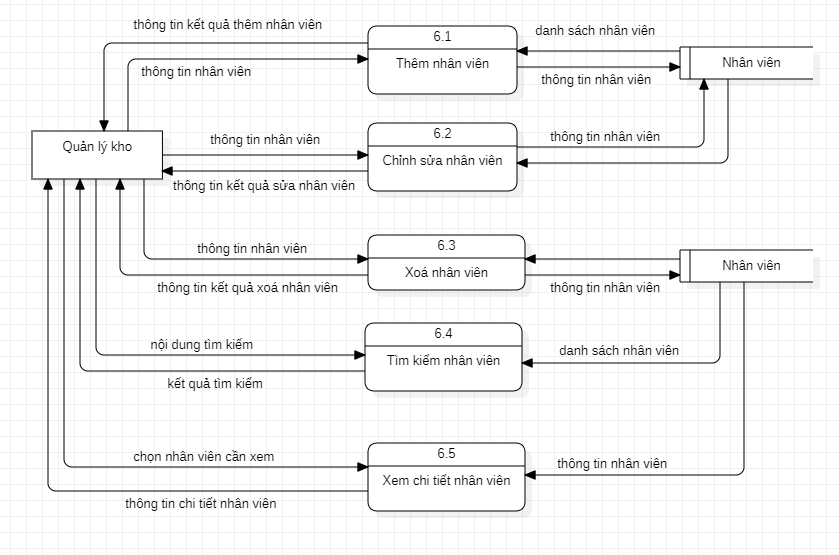 thông tin kết quả thêm nhân viên
6.1
danh sách nhân viên
Thêm nhân viên
Nhân viên
thông tin nhân viên
thông tin nhân viên
6.2
thông tin nhân viên
thông tin nhân viên
Quản lý kho
Chỉnh sửa nhân viên
thông tin kết quả sửa nhân viên
6.3
thông tin nhân viên
Xoá nhân viên
Nhân viên
thông tin kết quả xoá nhân viên
thông tin nhân viên
6.4
nội dung tìm kiếm
Tìm kiếm nhân viên
danh sách nhân viên
kết quả tìm kiếm
6.5
chọn nhân viên cần xem
Xem chi tiết nhân viên
thông tin nhân viên
thông tin chi tiết nhân viên